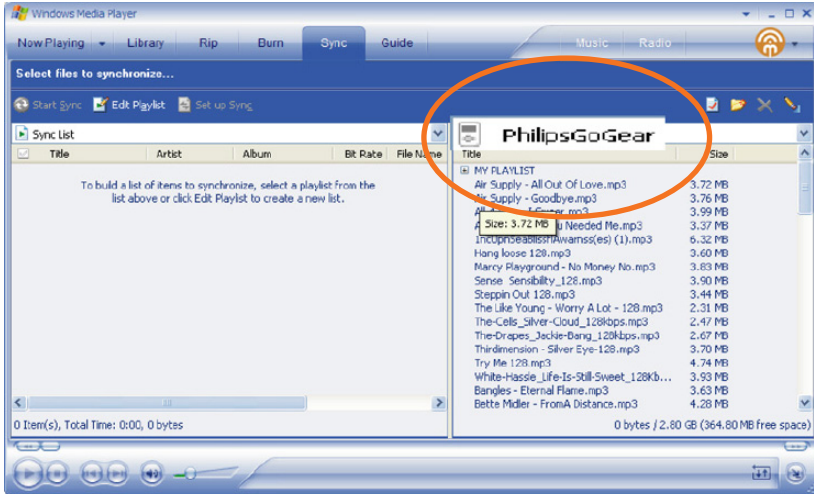 Windows Media Player
Now Playing Library Rip Burn Sync Guide Music Radio
Select files to synchronize...
Start Sync Edit Playlist Set up Sync
Sync List
Title Artist Album Bit Rate File Name
To build a list of items to synchronize, select a playlist from the
list above or click Edit Playlist to create a new list.
0 Item(s), Total Time: 0:00, 0 bytes
PhilipsGoGear
Title Size
MY PLAYLIST
Air Supply - All Out Of Love.mp3 3.72 MB
Air Supply - Goodbye.mp3 3.76 MB
3.99 MB
Size: 3.72 MB
Needed Me.mp3 3.37 MB
6.32 MB
Hang loose 128.mp3 3.60 MB
Marcy Playground - No Money No.mp3 3.83 MB
Sense Sensibility_128.mp3 3.90 MB
Steppin Out 128.mp3 3.44 MB
The Like Young - Worry A Lot - 128.mp3 2.31 MB
The-Cells_Silver-Cloud_128kbps.mp3 2.47 MB
The-Drapes_Jackie-Bang_128kbps.mp3 2.67 MB
Thirdimension - Silver Eye-128.mp3 3.70 MB
Try Me 128.mp3 4.74 MB
White-Hassle_Life-Is-Still-Sweet_128Kb... 3.93 MB
Bangles - Eternal Flame.mp3 3.63 MB
Bette Midler - FromA Distance.mp3 4.28 MB
0 bytes / 2.80 GB (364.80 MB free space)